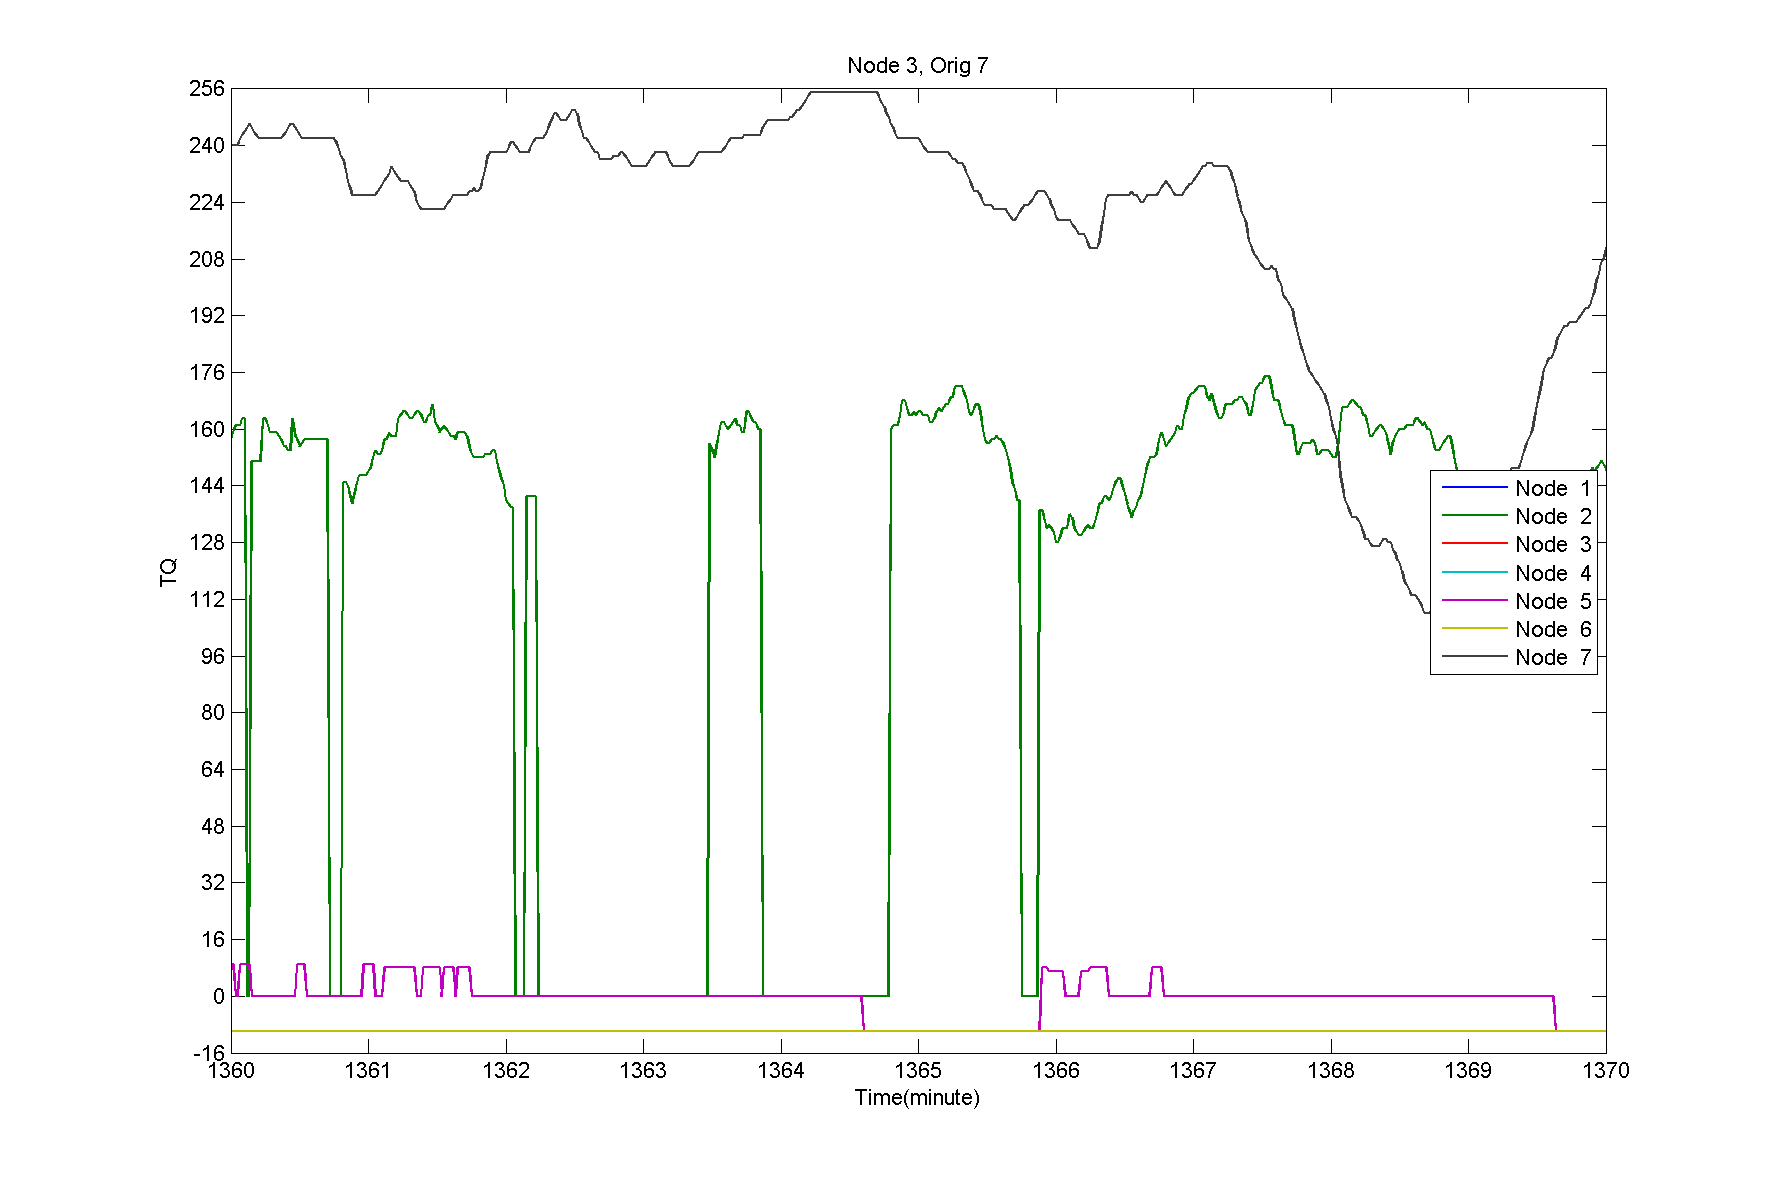 Node 3, Orig 7
256
240
224
208
192
176
160
144
128
112
96
80
64
48
32
16
0
-16
TQ
Node 1
Node 2
Node 3
Node 4
Node 5
Node 6
Node 7
1360 1361 1362 1363 1364 1365 1366 1367 1368 1369 1370
Time(minute)